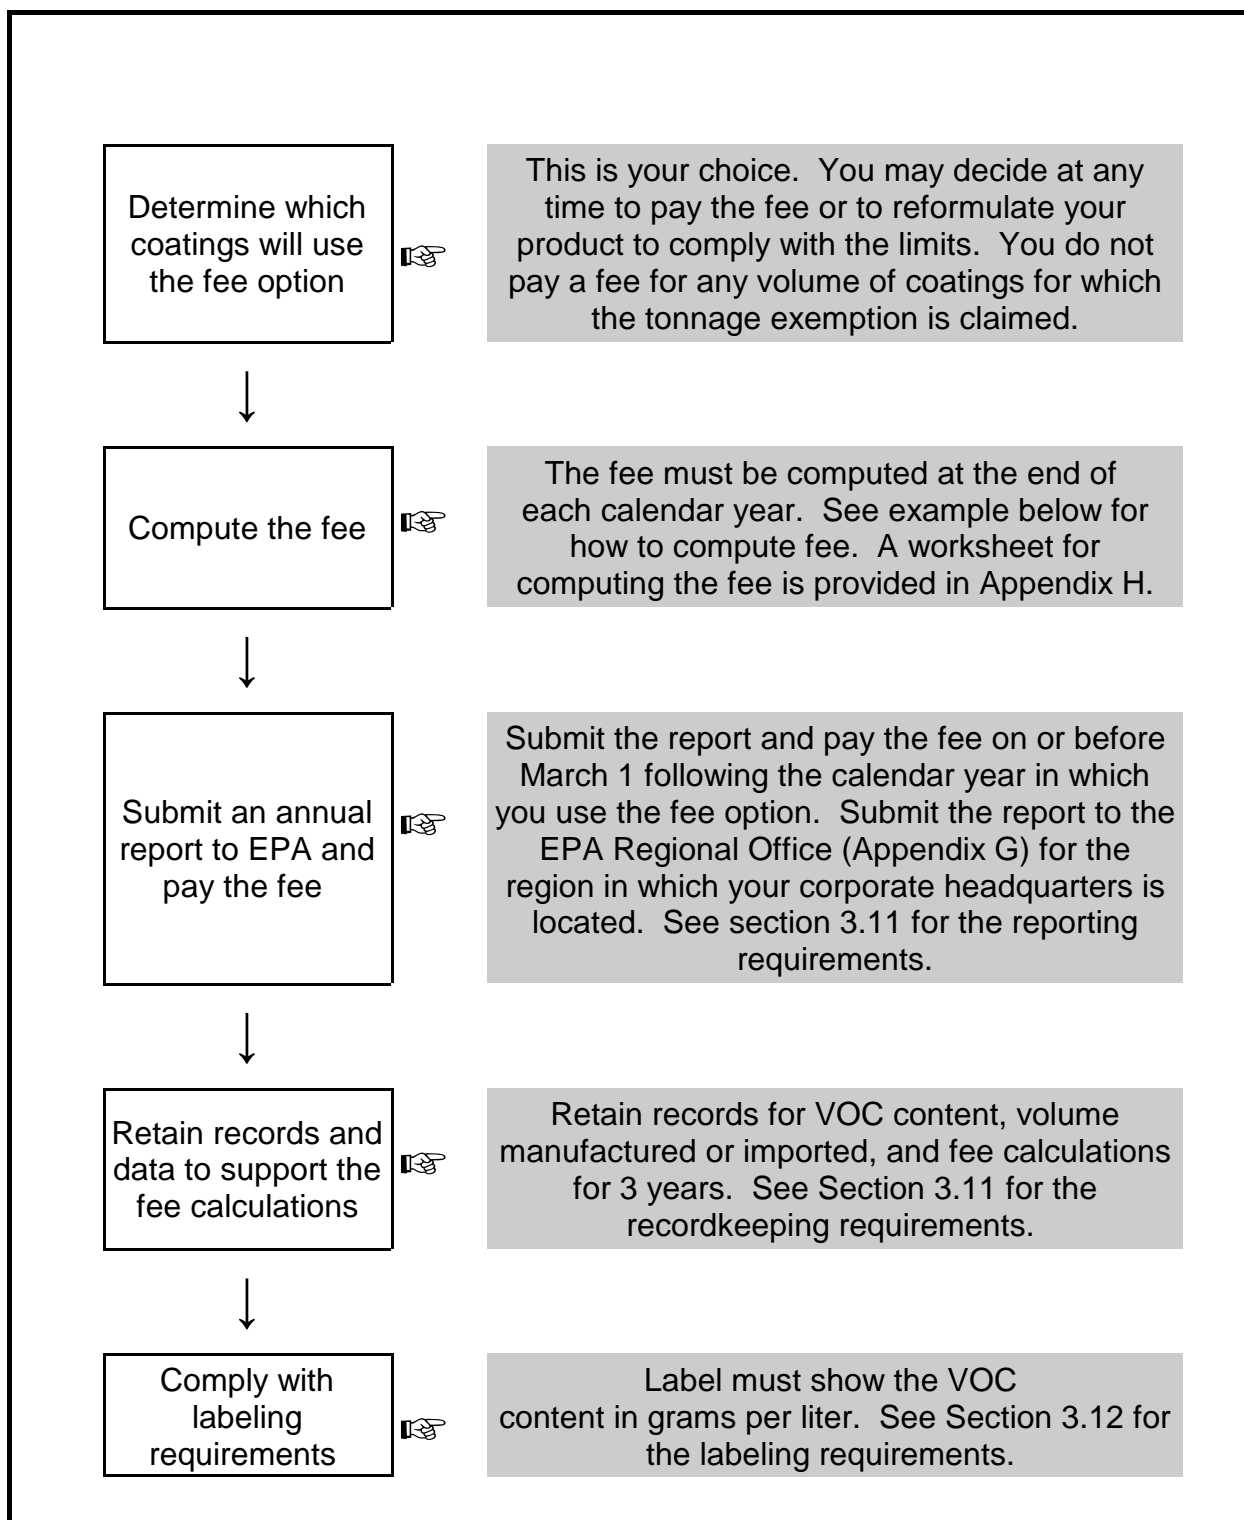 Determine which
coatings will use
the fee option
This is your choice.  You may decide at any
time to pay the fee or to reformulate your
product to comply with the limits.  You do not
pay a fee for any volume of coatings for which
the tonnage exemption is claimed.
Compute the fee
The fee must be computed at the end of
each calendar year.  See example below for
how to compute fee.  A worksheet for
computing the fee is provided in Appendix H.
Submit an annual
report to EPA and
pay the fee
Submit the report and pay the fee on or before
March 1 following the calendar year in which
you use the fee option.  Submit the report to the
EPA Regional Office (Appendix G) for the
region in which your corporate headquarters is
located.  See section 3.11 for the reporting
requirements.
Retain records and
data to support the
fee calculations
Retain records for VOC content, volume
manufactured or imported, and fee calculations
for 3 years.  See Section 3.11 for the
recordkeeping requirements.
Comply with
labeling
requirements
Label must show the VOC
content in grams per liter.  See Section 3.12 for
the labeling requirements.